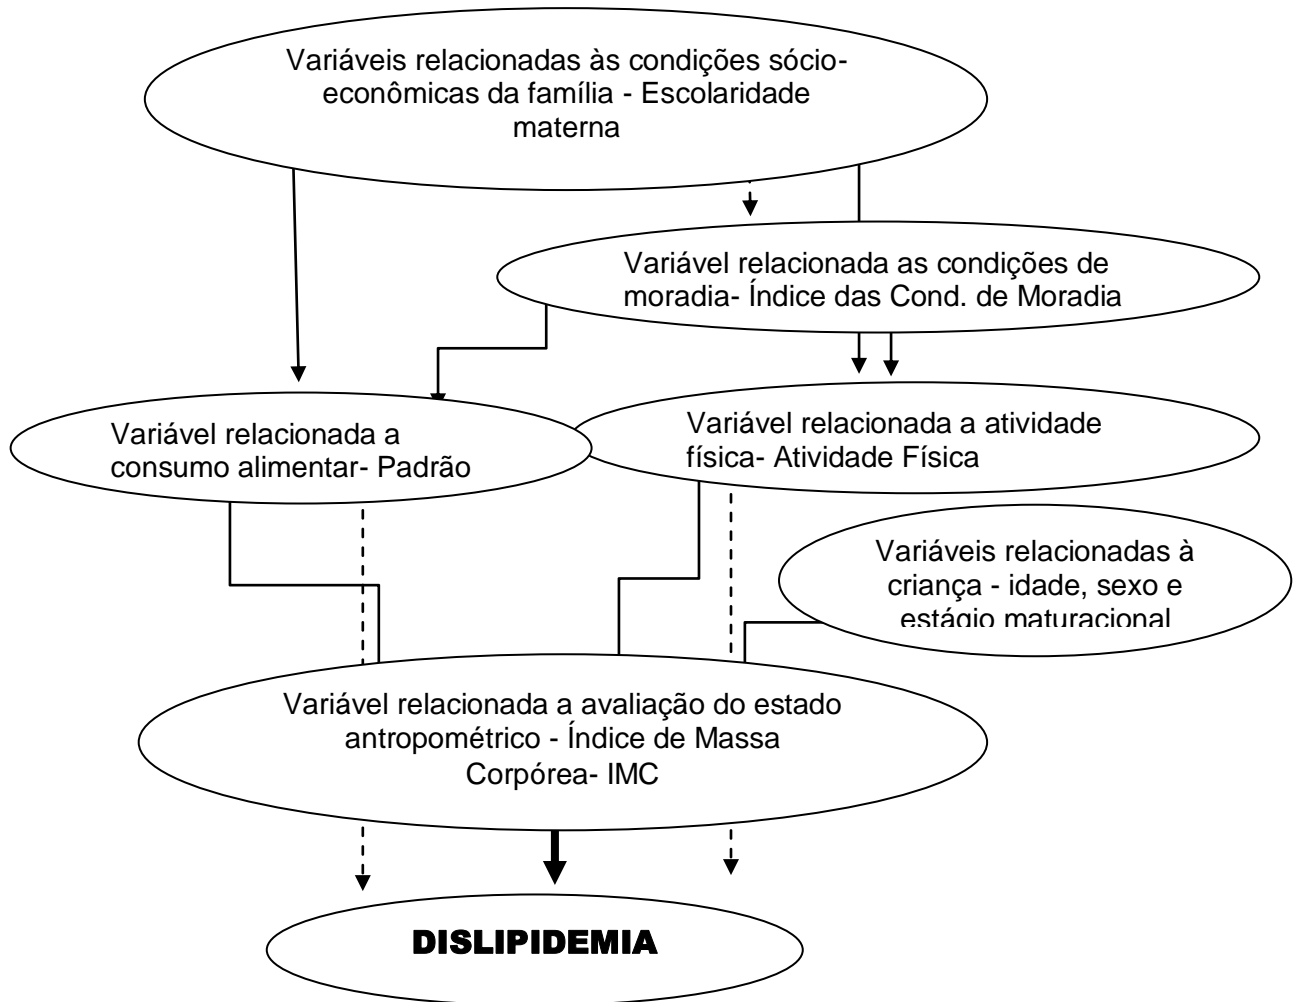 Variáveis relacionadas às condições sócio-
econômicas da família - Escolaridade
materna
Variável relacionada as condições de
moradia- Índice das Cond. de Moradia
Variável relacionada a
consumo alimentar- Padrão
Variável relacionada a atividade
física- Atividade Física
Variáveis relacionadas à
criança - idade, sexo e
estágio maturacional
Variável relacionada a avaliação do estado
antropométrico - Índice de Massa
Corpórea- IMC
DISLIPIDEMIA